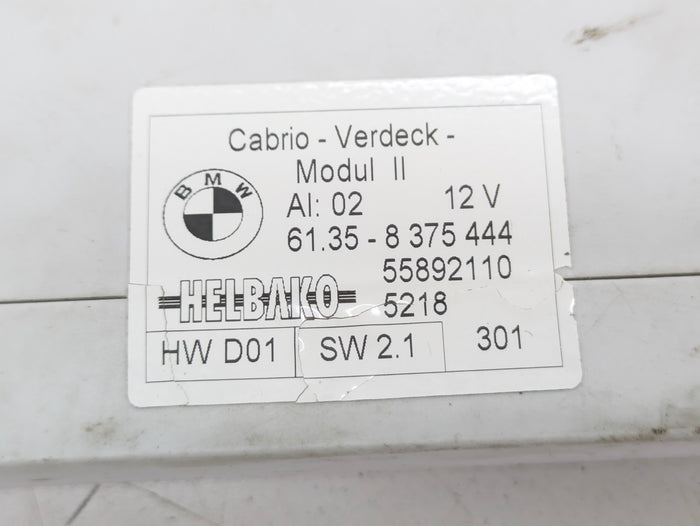 Cabrio - Verdeck -
Modul II
BMW
AI: 02 12 V
61.35 - 8 375 444
55892110
HELBAKO 5218
HW D01 SW 2.1 301